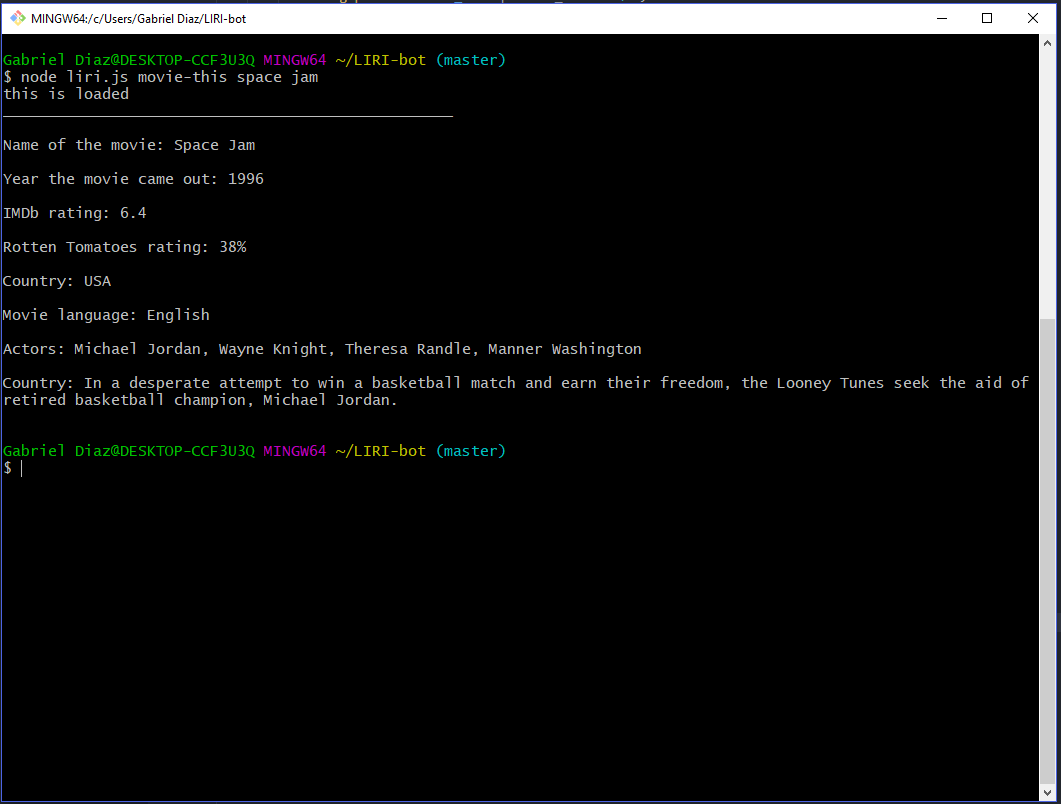 MINGW64:/c/Users/Gabriel Diaz/LIRI-bot
Gabriel Diaz@DESKTOP-CCF3U3Q MINGW64 ~/LIRI-bot (master)
$ node liri.js movie-this space jam
this is loaded
__________________________________________________
Name of the movie: Space Jam
Year the movie came out: 1996
IMDb rating: 6.4
Rotten Tomatoes rating: 38%
Country: USA
Movie language: English
Actors: Michael Jordan, Wayne Knight, Theresa Randle, Manner Washington
Country: In a desperate attempt to win a basketball match and earn their freedom, the Looney Tunes seek the aid of
retired basketball champion, Michael Jordan.
Gabriel Diaz@DESKTOP-CCF3U3Q MINGW64 ~/LIRI-bot (master)
$